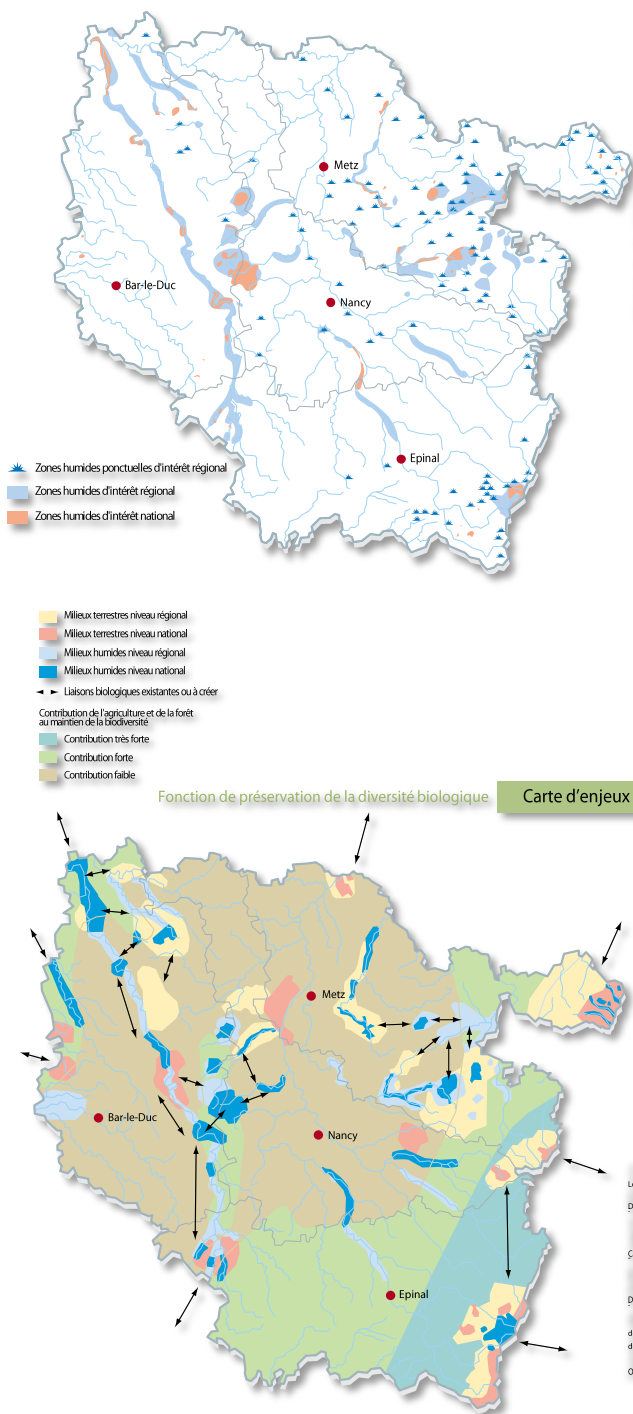 Metz
Bar-le-Duc
Nancy
Epinal
Zones humides ponctuelles d'intérêt régional
Zones humides d'intérêt régional
Zones humides d'intérêt national
Milieux terrestres niveau régional
Milieux terrestres niveau national
Milieux humides niveau régional
Milieux humides niveau national
Liaisons biologiques existantes ou à créer
Contribution de l'agriculture et de la forêt
au maintien de la biodiversité
Contribution très forte
Contribution forte
Contribution faible
Fonction de préservation de la diversité biologique
Carte d'enjeux
Metz
Bar-le-Duc
Nancy
Epinal